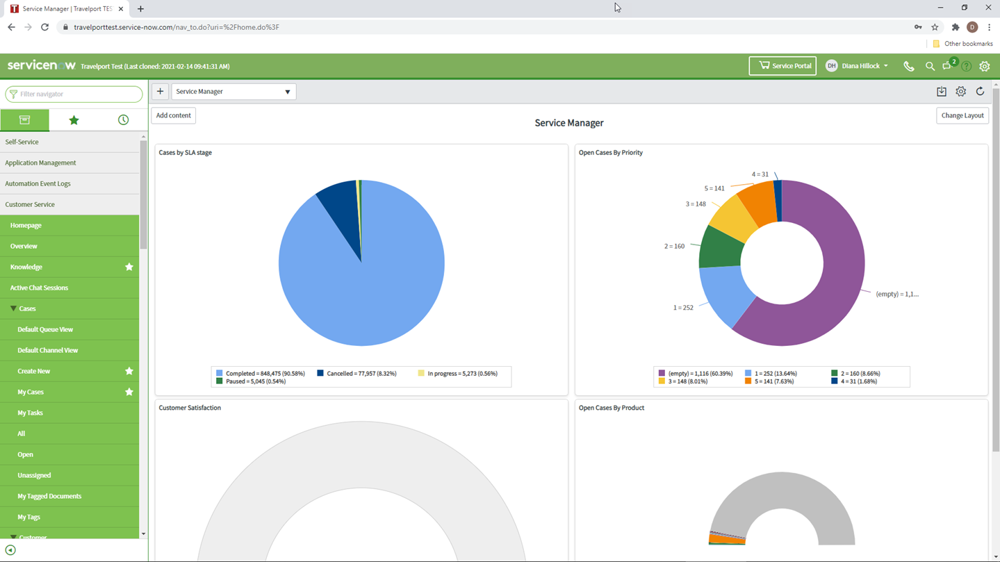 Service Manager | Travelport TES
travelporttest.service-now.com/nav_to.do?uri=%2Fhome.do%3F
D
Other bookmarks
servicenow
Travelport Test (Last cloned: 2021-02-14 09:41:31 AM)
Service Portal
DH
Diana Hillock
2
?
Filter navigator
Self-Service
Application Management
Automation Event Logs
Customer Service
Homepage
Overview
Knowledge
Active Chat Sessions
Cases
Default Queue View
Default Channel View
Create New
My Cases
My Tasks
All
Open
Unassigned
My Tagged Documents
My Tags
Customer
+
Service Manager
Add content
Service Manager
Change Layout
Cases by SLA stage
Completed = 848,475 (90.58%)
Cancelled = 77,957 (8.32%)
In progress = 5,273 (0.56%)
Paused = 5,045 (0.54%)
Open Cases By Priority
4 = 31
5 = 141
3 = 148
2 = 160
1 = 252
(empty) = 1,1...
(empty) = 1,116 (60.39%)
1 = 252 (13.64%)
2 = 160 (8.66%)
3 = 148 (8.01%)
5 = 141 (7.63%)
4 = 31 (1.68%)
Customer Satisfaction
Open Cases By Product